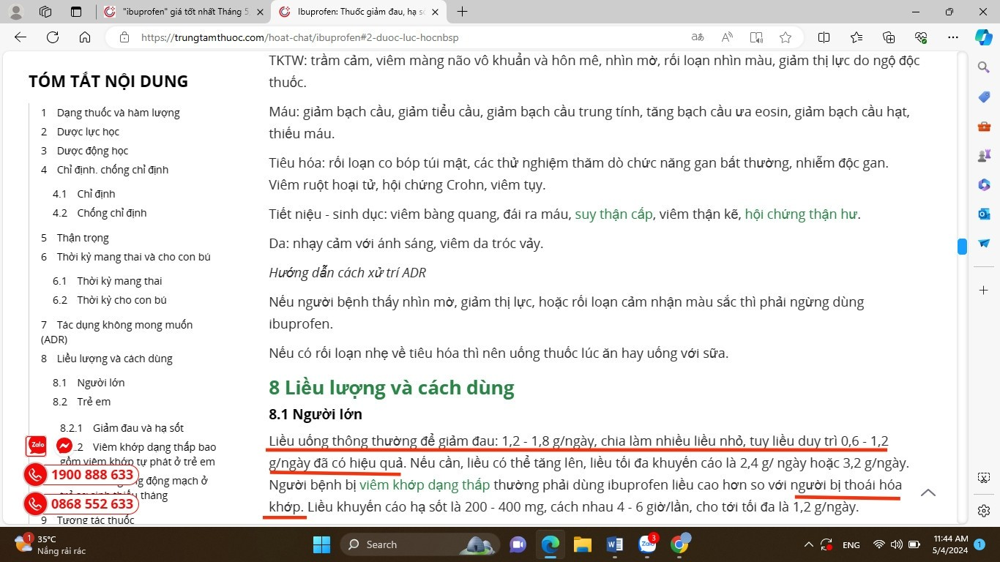 "ibuprofen" giá tốt nhất Tháng 5
Ibuprofen: Thuốc giảm đau, hạ số
https://trungtamthuoc.com/hoat-chat/ibuprofen#2-duoc-luc-hocnbsp
TÓM TẮT NỘI DUNG
1 Dạng thuốc và hàm lượng
2 Dược lực học
3 Dược động học
4 Chỉ định. chống chỉ định
4.1 Chỉ định
4.2 Chống chỉ định
5 Thận trọng
6 Thời kỳ mang thai và cho con bú
6.1 Thời kỳ mang thai
6.2 Thời kỳ cho con bú
7 Tác dụng không mong muốn
(ADR)
8 Liều lượng và cách dùng
8.1 Người lớn
8.2 Trẻ em
8.2.1 Giảm đau và hạ sốt
.2 Viêm khớp dạng thấp bao
gồm viêm khớp tự phát ở trẻ em
động mạch ở
tháng
9 Tương tác thuốc
Zalo
1900 888 633
0868 552 633
TKTW: trầm cảm, viêm màng não vô khuẩn và hôn mê, nhìn mờ, rối loạn nhìn màu, giảm thị lực do ngộ độc
thuốc.
Máu: giảm bạch cầu, giảm tiểu cầu, giảm bạch cầu trung tính, tăng bạch cầu ưa eosin, giảm bạch cầu hạt,
thiếu máu.
Tiêu hóa: rối loạn co bóp túi mật, các thử nghiệm thăm dò chức năng gan bất thường, nhiễm độc gan.
Viêm ruột hoại tử, hội chứng Crohn, viêm tụy.
Tiết niệu - sinh dục: viêm bàng quang, đái ra máu, suy thận cấp, viêm thận kẽ, hội chứng thận hư.
Da: nhạy cảm với ánh sáng, viêm da tróc vảy.
Hướng dẫn cách xử trí ADR
Nếu người bệnh thấy nhìn mờ, giảm thị lực, hoặc rối loạn cảm nhận màu sắc thì phải ngừng dùng
ibuprofen.
Nếu có rối loạn nhẹ về tiêu hóa thì nên uống thuốc lúc ăn hay uống với sữa.
8 Liều lượng và cách dùng
8.1 Người lớn
Liều uống thông thường để giảm đau: 1,2 - 1,8 g/ngày, chia làm nhiều liều nhỏ, tuy liều duy trì 0,6 - 1,2
g/ngày đã có hiệu quả. Nếu cần, liều có thể tăng lên, liều tối đa khuyến cáo là 2,4 g/ ngày hoặc 3,2 g/ngày.
Người bệnh bị viêm khớp dạng thấp thường phải dùng ibuprofen liều cao hơn so với người bị thoái hóa
khớp. Liều khuyến cáo hạ sốt là 200 - 400 mg, cách nhau 4 - 6 giờ/lần, cho tới tối đa là 1,2 g/ngày.
1
35°C
Nắng rải rác
Search
Zalo
3
ENG
11:44 AM
5/4/2024
1